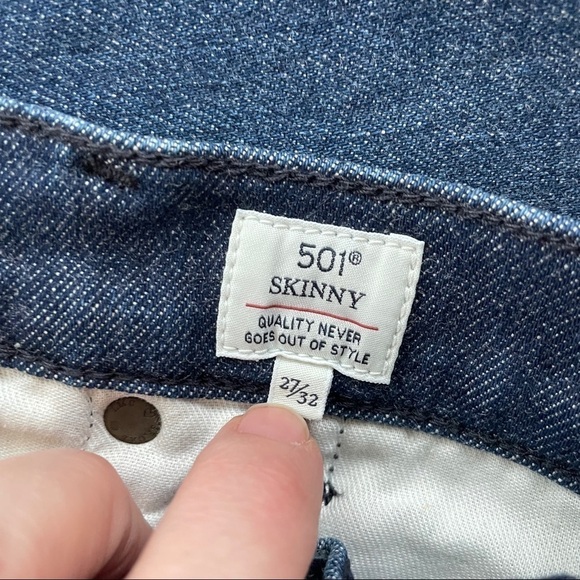 501®
SKINNY
QUALITY NEVER
GOES OUT OF STYLE
27/32